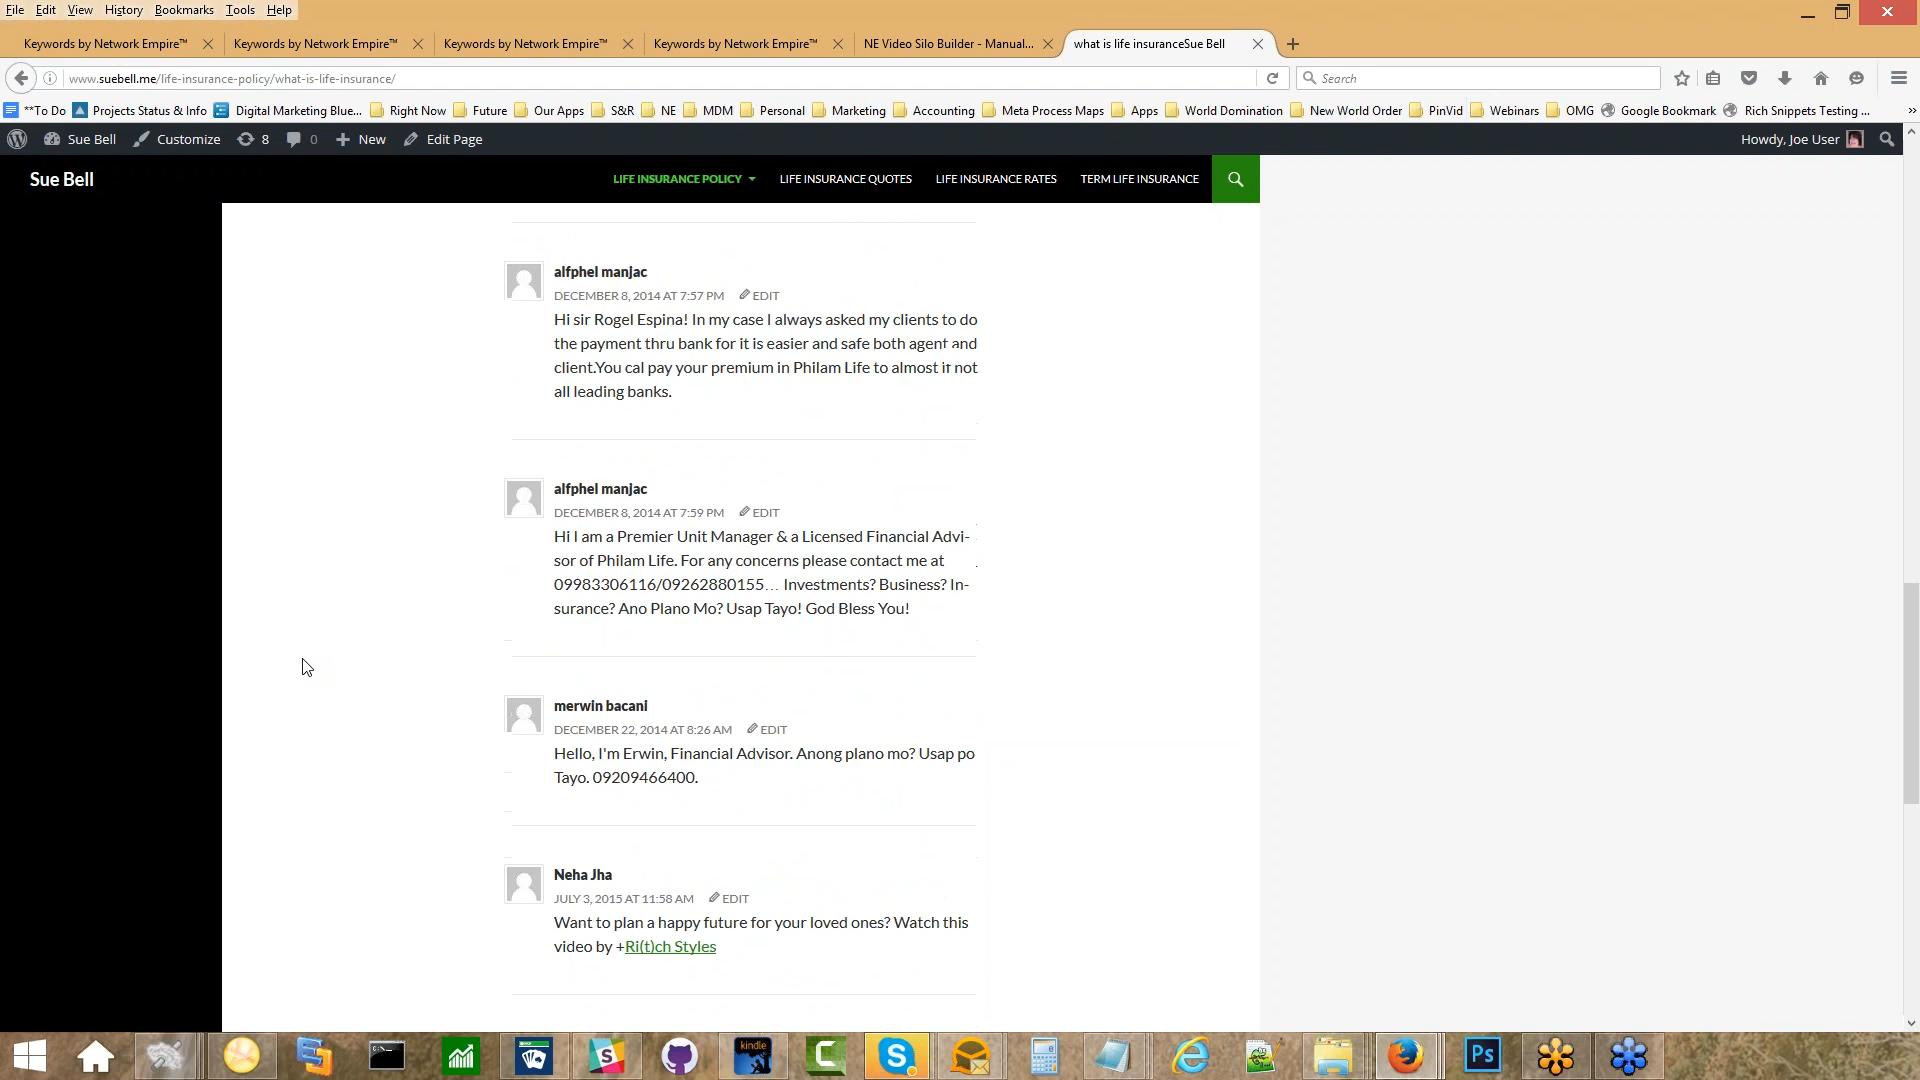 File Edit View History Bookmarks Tools Help
Keywords by Network Empire™ Keywords by Network Empire™ Keywords by Network Empire™ Keywords by Network Empire™ NE Video Silo Builder - Manual... what is life insuranceSue Bell
www.suebell.me/life-insurance-policy/what-is-life-insurance/ Search
**To Do Projects Status & Info Digital Marketing Blue... Right Now Future Our Apps S&R NE MDM Personal Marketing Accounting Meta Process Maps Apps World Domination New World Order PinVid Webinars OMG Google Bookmark Rich Snippets Testing ...
Sue Bell Customize 8 0 New Edit Page Howdy, Joe User
Sue Bell LIFE INSURANCE POLICY LIFE INSURANCE QUOTES LIFE INSURANCE RATES TERM LIFE INSURANCE
alfphel manjac
DECEMBER 8, 2014 AT 7:57 PM EDIT
Hi sir Rogel Espina! In my case I always asked my clients to do
the payment thru bank for it is easier and safe both agent and
client.You cal pay your premium in Philam Life to almost if not
all leading banks.
alfphel manjac
DECEMBER 8, 2014 AT 7:59 PM EDIT
Hi I am a Premier Unit Manager & a Licensed Financial Advi-
sor of Philam Life. For any concerns please contact me at
09983306116/09262880155… Investments? Business? In-
surance? Ano Plano Mo? Usap Tayo! God Bless You!
merwin bacani
DECEMBER 22, 2014 AT 8:26 AM EDIT
Hello, I'm Erwin, Financial Advisor. Anong plano mo? Usap po
Tayo. 09209466400.
Neha Jha
JULY 3, 2015 AT 11:58 AM EDIT
Want to plan a happy future for your loved ones? Watch this
video by +Ri(t)ch Styles
kindle
Ps